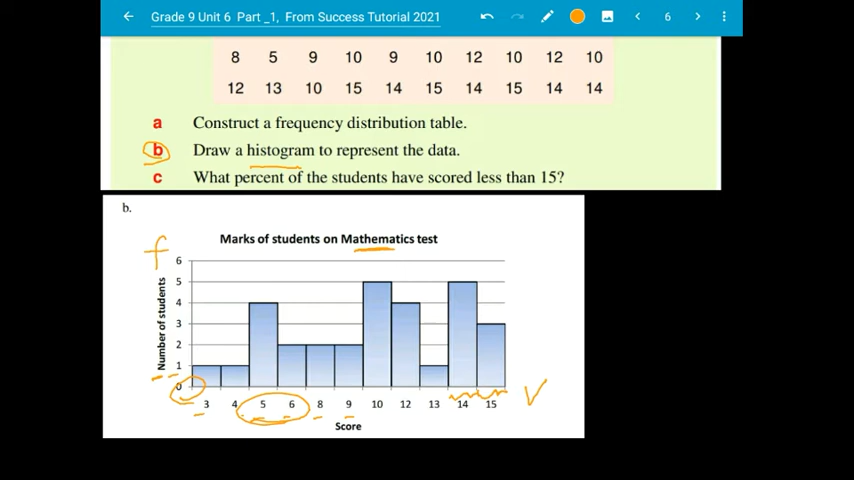 Grade 9 Unit 6 Part _1, From Success Tutorial 2021
6
8 5 9 10 9 10 12 10 12 10
12 13 10 15 14 15 14 15 14 14
a Construct a frequency distribution table.
b Draw a histogram to represent the data.
c What percent of the students have scored less than 15?
b.
Marks of students on Mathematics test
f
Number of students
6
5
4
3
2
1
0
3 4 5 6 8 9 10 12 13 14 15
V
Score